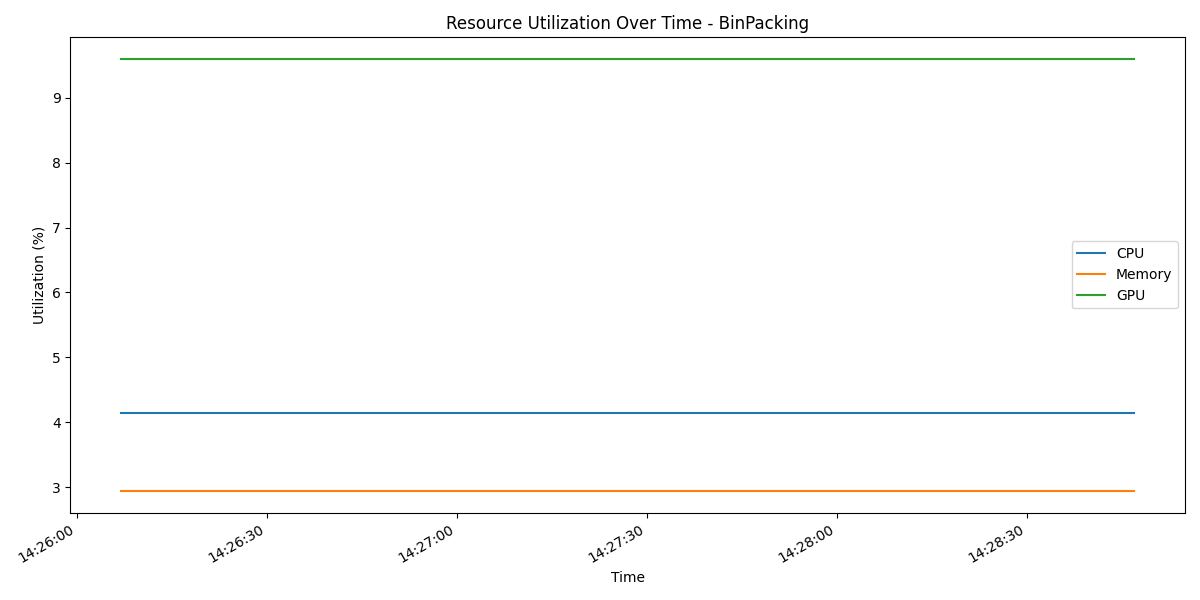 Resource Utilization Over Time - BinPacking
Utilization (%)
9
8
7
6
5
4
3
CPU
Memory
GPU
14:26:00
14:26:30
14:27:00
14:27:30
14:28:00
14:28:30
Time